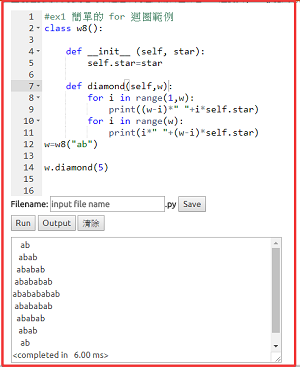 1 #ex1 簡單的 for 迴圈範例
2 class w8():
3
4 def __init__ (self, star):
5 self.star=star
6
7 def diamond(self,w):
8 for i in range(1,w):
9 print((w-i)*" "+i*self.star)
10 for i in range(w):
11 print(i*" "+(w-i)*self.star)
12 w=w8("ab")
13
14 w.diamond(5)
15
16
Filename: input file name .py Save
Run Output 清除
ab
abab
ababab
abababab
ababababab
abababab
ababab
abab
ab
<completed in 6.00 ms>